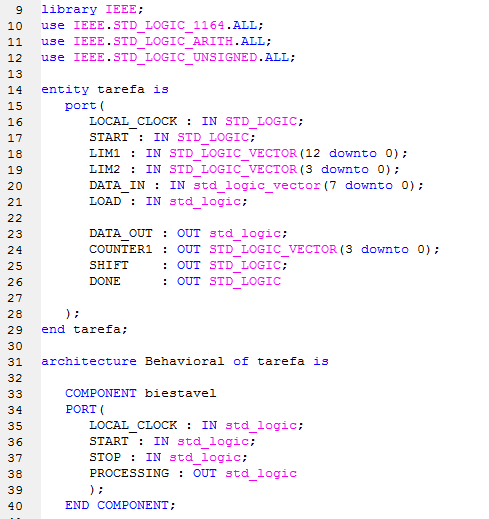 9 library IEEE;
10 use IEEE.STD_LOGIC_1164.ALL;
11 use IEEE.STD_LOGIC_ARITH.ALL;
12 use IEEE.STD_LOGIC_UNSIGNED.ALL;
13
14 entity tarefa is
15 port(
16 LOCAL_CLOCK : IN STD_LOGIC;
17 START : IN STD_LOGIC;
18 LIM1 : IN STD_LOGIC_VECTOR(12 downto 0);
19 LIM2 : IN STD_LOGIC_VECTOR(3 downto 0);
20 DATA_IN : IN std_logic_vector(7 downto 0);
21 LOAD : IN std_logic;
22
23 DATA_OUT : OUT std_logic;
24 COUNTER1 : OUT STD_LOGIC_VECTOR(3 downto 0);
25 SHIFT : OUT STD_LOGIC;
26 DONE : OUT STD_LOGIC
27
28 );
29 end tarefa;
30
31 architecture Behavioral of tarefa is
32
33 COMPONENT biestavel
34 PORT(
35 LOCAL_CLOCK : IN std_logic;
36 START : IN std_logic;
37 STOP : IN std_logic;
38 PROCESSING : OUT std_logic
39 );
40 END COMPONENT;